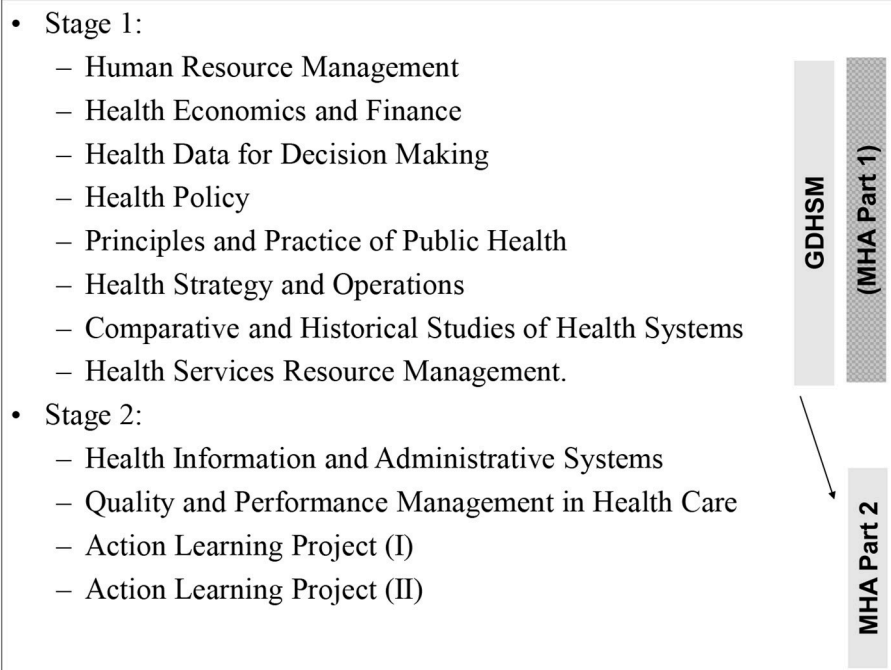 • Stage 1:
– Human Resource Management
– Health Economics and Finance
– Health Data for Decision Making
– Health Policy
– Principles and Practice of Public Health
– Health Strategy and Operations
– Comparative and Historical Studies of Health Systems
– Health Services Resource Management.
• Stage 2:
– Health Information and Administrative Systems
– Quality and Performance Management in Health Care
– Action Learning Project (I)
– Action Learning Project (II)
GDHSM
(MHA Part 1)
MHA Part 2